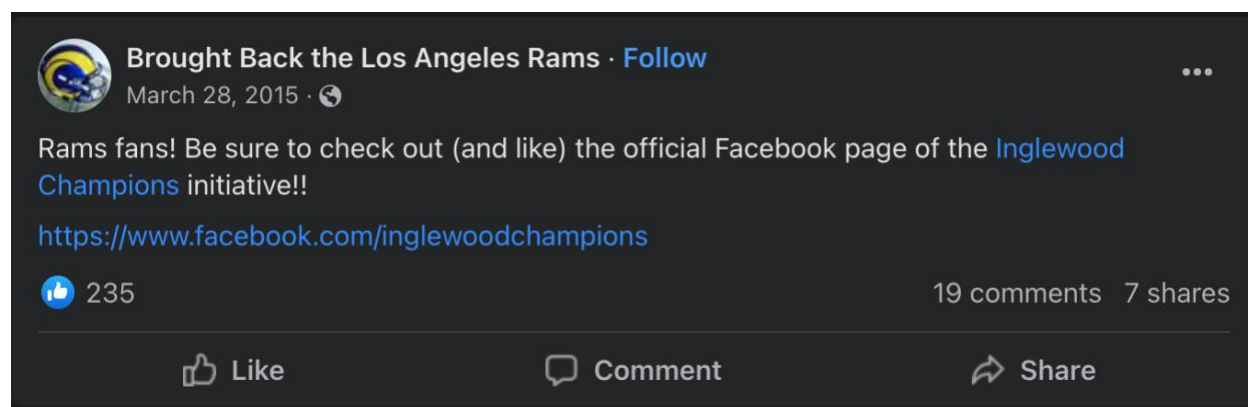 Brought Back the Los Angeles Rams · Follow
March 28, 2015 ·
Rams fans! Be sure to check out (and like) the official Facebook page of the Inglewood
Champions initiative!!
https://www.facebook.com/inglewoodchampions
235
19 comments 7 shares
Like Comment Share